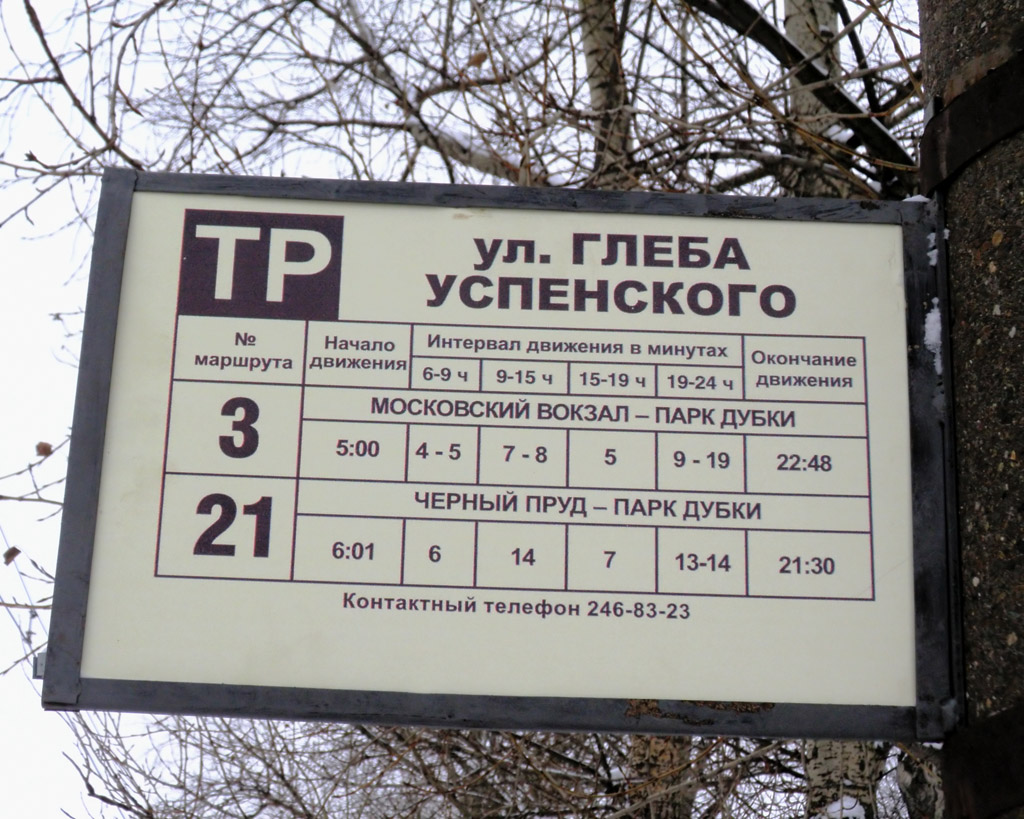 ТР
ул. ГЛЕБА
УСПЕНСКОГО
№ маршрута Начало движения Интервал движения в минутах Окончание движения
6-9 ч 9-15 ч 15-19 ч 19-24 ч
3 МОСКОВСКИЙ ВОКЗАЛ – ПАРК ДУБКИ
5:00 4 - 5 7 - 8 5 9 - 19 22:48
21 ЧЕРНЫЙ ПРУД – ПАРК ДУБКИ
6:01 6 14 7 13-14 21:30
Контактный телефон 246-83-23